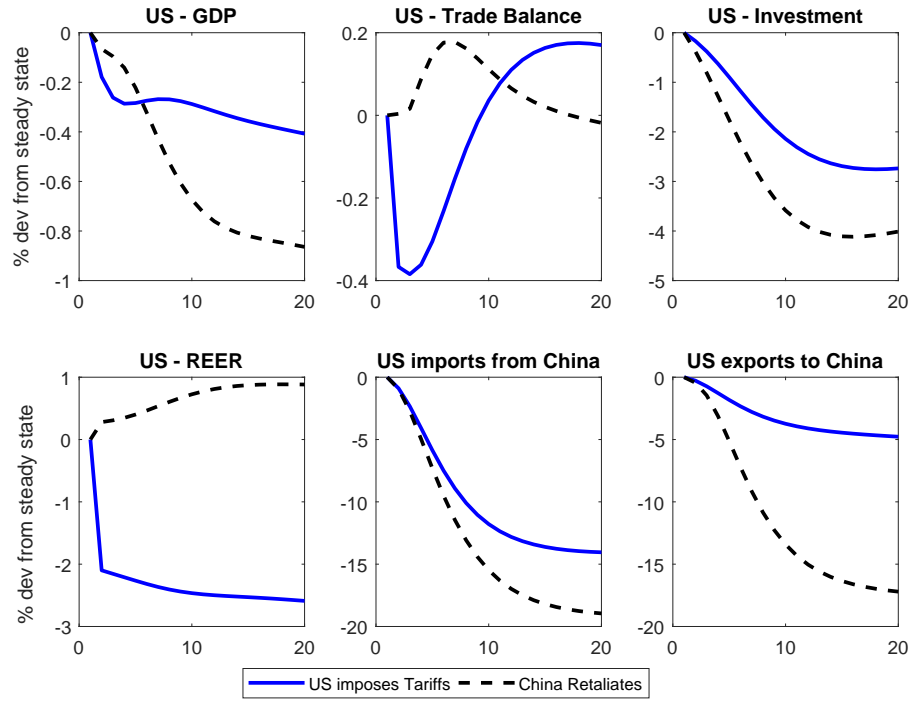 US - GDP
US - Trade Balance
US - Investment
% dev from steady state
0
-0.2
-0.4
-0.6
-0.8
-1
0 10 20
0.2
0
-0.2
-0.4
0 10 20
0
-1
-2
-3
-4
-5
0 10 20
US - REER
US imports from China
US exports to China
% dev from steady state
1
0
-1
-2
-3
0 10 20
0
-5
-10
-15
-20
0 10 20
0
-5
-10
-15
-20
0 10 20
US imposes Tariffs China Retaliates